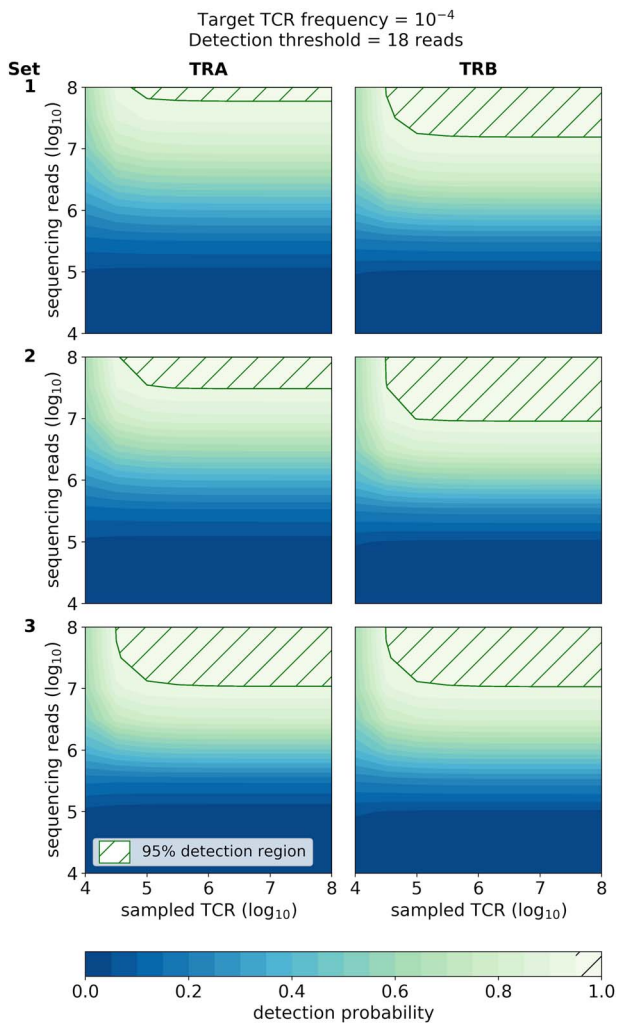 Target TCR frequency = 10⁻⁴
Detection threshold = 18 reads
Set TRA TRB
1
8
7
6
5
4
sequencing reads (log₁₀)
2
8
7
6
5
4
sequencing reads (log₁₀)
3
8
7
6
5
4
sequencing reads (log₁₀)
95% detection region
4 5 6 7 8 4 5 6 7 8
sampled TCR (log₁₀) sampled TCR (log₁₀)
0.0 0.2 0.4 0.6 0.8 1.0
detection probability